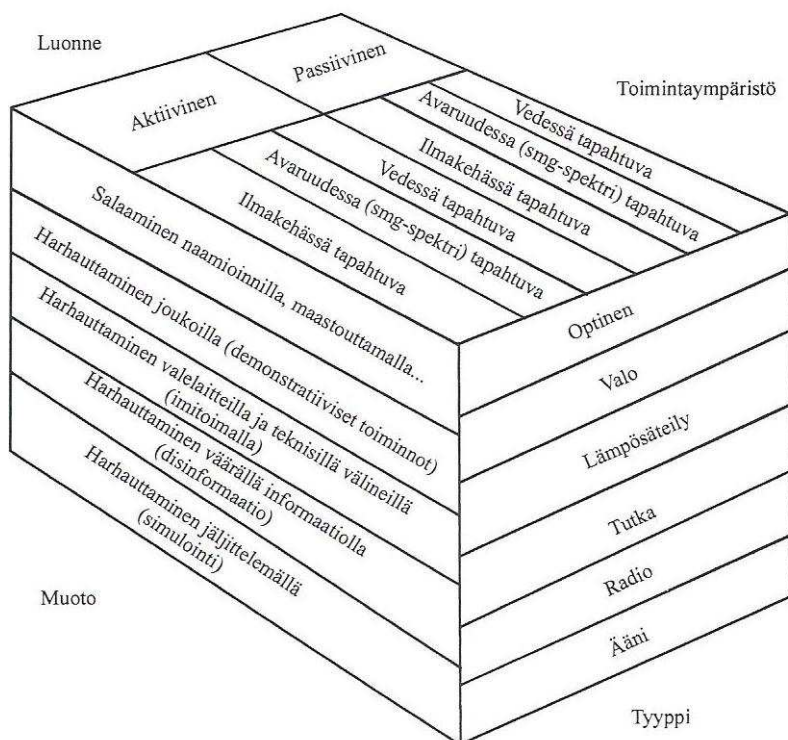 Luonne
Toimintaympäristö
Passiivinen
Aktiivinen
Vedessä tapahtuva
Avaruudessa (smg-spektri) tapahtuva
Ilmakehässä tapahtuva
Vedessä tapahtuva
Avaruudessa (smg-spektri) tapahtuva
Ilmakehässä tapahtuva
Salaaminen naamioinnilla, maastouttamalla...
Harhauttaminen joukoilla (demonstratiiviset toiminnot)
Harhauttaminen valelaitteilla ja teknisillä välineillä
(imitoimalla)
Harhauttaminen väärällä informaatiolla
(disinformaatio)
Harhauttaminen jäljittelemällä
(simulointi)
Optinen
Valo
Lämpösäteily
Tutka
Radio
Ääni
Muoto
Tyyppi